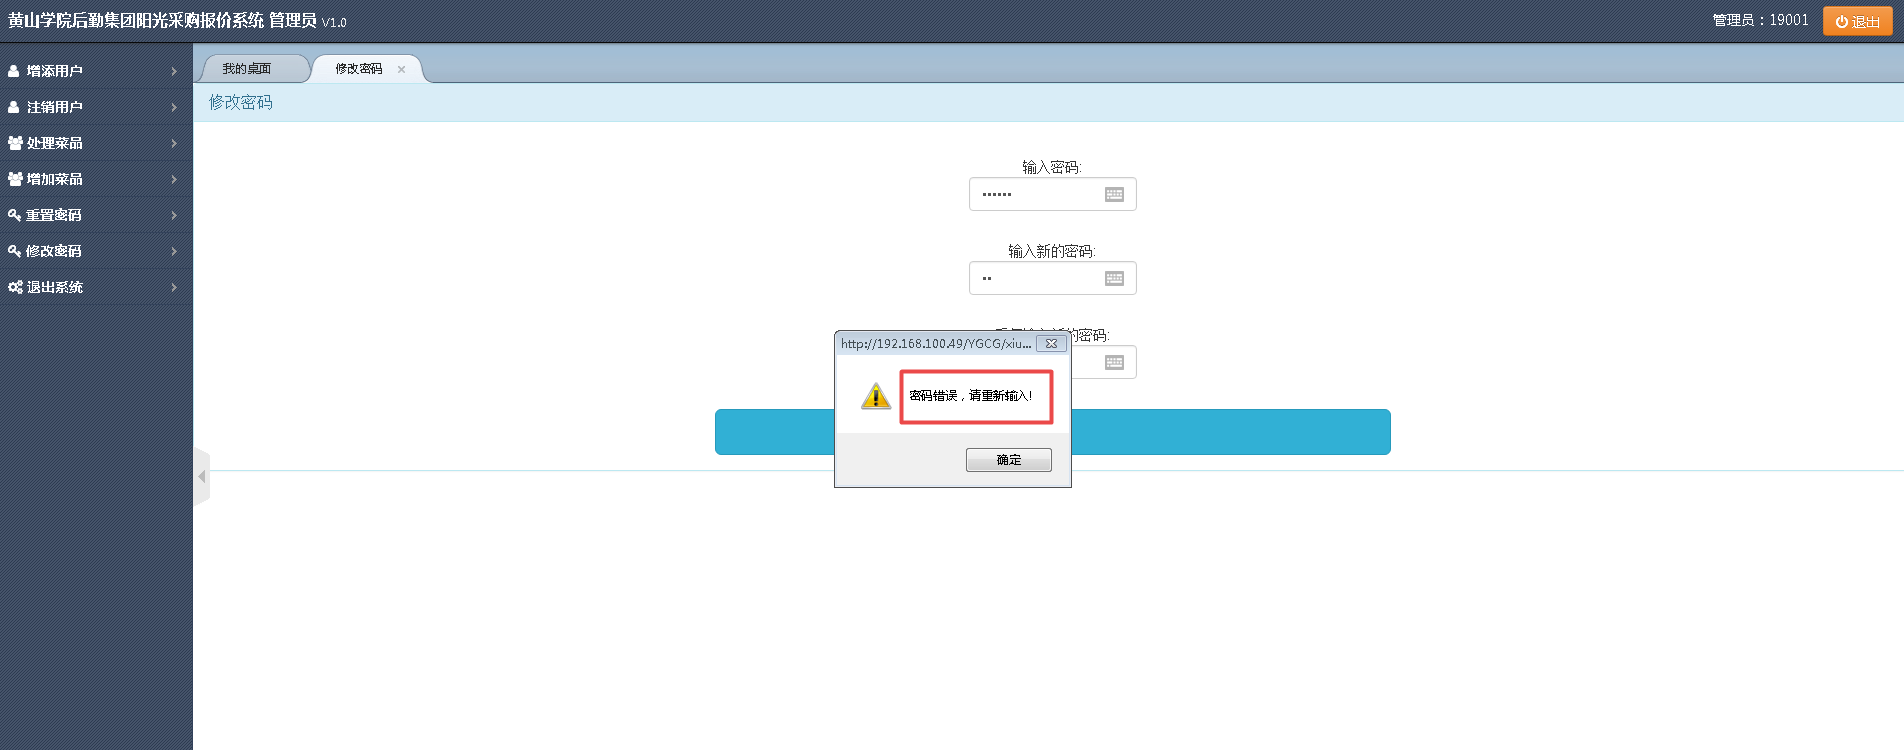 黄山学院后勤集团阳光采购报价系统 管理员 V1.0
管理员：19001
退出
增添用户
注销用户
处理菜品
增加菜品
重置密码
修改密码
退出系统
我的桌面
修改密码
修改密码
输入密码:
输入新的密码:
的密码:
http://192.168.100.49/YGCG/xiu...
密码错误，请重新输入!
确定